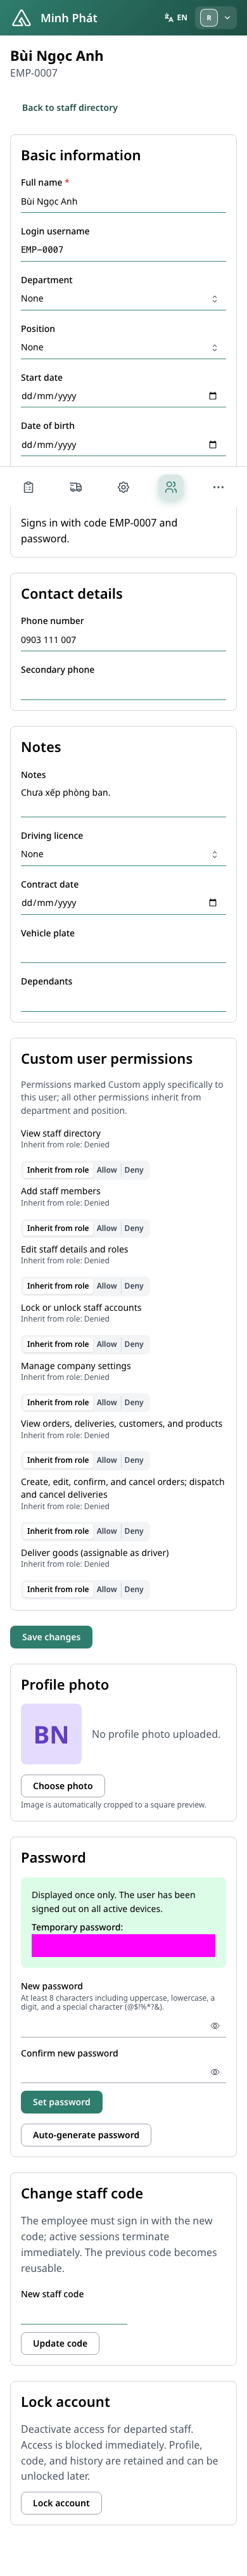 Minh Phát
EN
R
Bùi Ngọc Anh
EMP-0007
Back to staff directory
Basic information
Full name *
Bùi Ngọc Anh
Login username
EMP-0007
Department
None
Position
None
Start date
dd/mm/yyyy
Date of birth
dd/mm/yyyy
Signs in with code EMP-0007 and
password.
Contact details
Phone number
0903 111 007
Secondary phone
Notes
Notes
Chưa xếp phòng ban.
Driving licence
None
Contract date
dd/mm/yyyy
Vehicle plate
Dependants
Custom user permissions
Permissions marked Custom apply specifically to
this user; all other permissions inherit from
department and position.
View staff directory
Inherit from role: Denied
Inherit from role Allow Deny
Add staff members
Inherit from role: Denied
Inherit from role Allow Deny
Edit staff details and roles
Inherit from role: Denied
Inherit from role Allow Deny
Lock or unlock staff accounts
Inherit from role: Denied
Inherit from role Allow Deny
Manage company settings
Inherit from role: Denied
Inherit from role Allow Deny
View orders, deliveries, customers, and products
Inherit from role: Denied
Inherit from role Allow Deny
Create, edit, confirm, and cancel orders; dispatch
and cancel deliveries
Inherit from role: Denied
Inherit from role Allow Deny
Deliver goods (assignable as driver)
Inherit from role: Denied
Inherit from role Allow Deny
Save changes
Profile photo
BN
No profile photo uploaded.
Choose photo
Image is automatically cropped to a square preview.
Password
Displayed once only. The user has been
signed out on all active devices.
Temporary password:
New password
At least 8 characters including uppercase, lowercase, a
digit, and a special character (@$!%*?&).
Confirm new password
Set password
Auto-generate password
Change staff code
The employee must sign in with the new
code; active sessions terminate
immediately. The previous code becomes
reusable.
New staff code
Update code
Lock account
Deactivate access for departed staff.
Access is blocked immediately. Profile,
code, and history are retained and can be
unlocked later.
Lock account